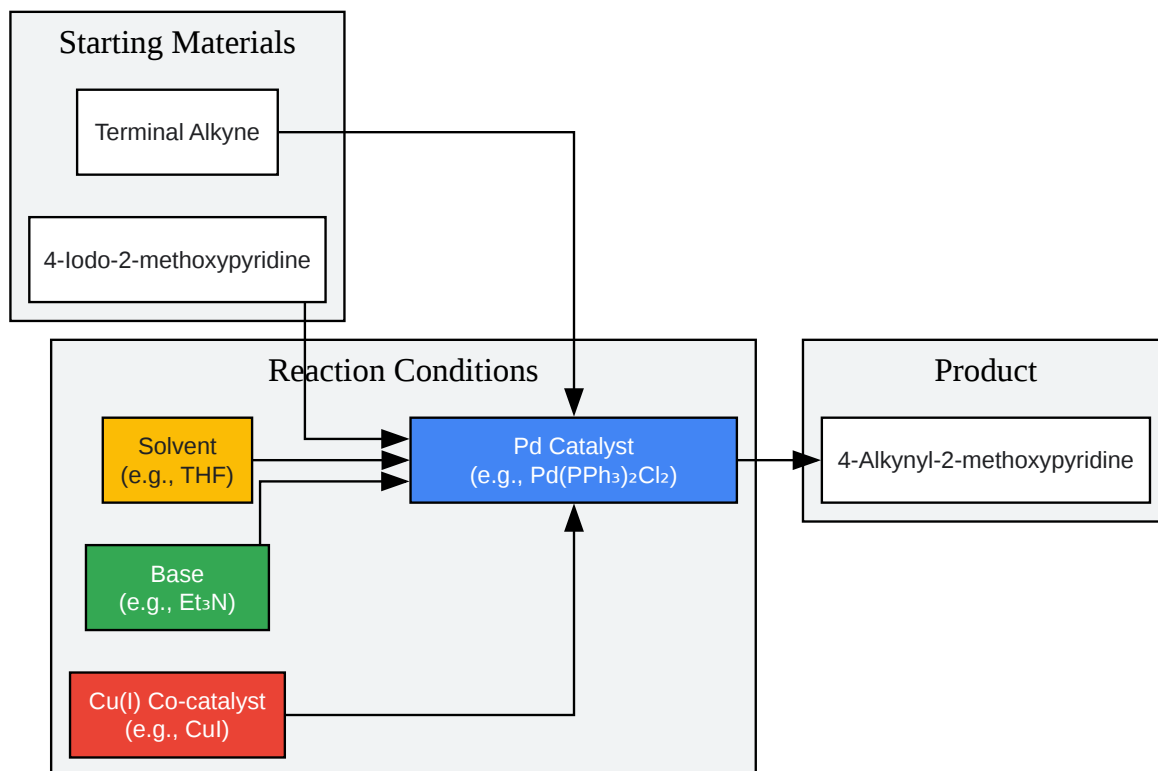 Starting Materials
Terminal Alkyne
4-Iodo-2-methoxypyridine
Reaction Conditions
Solvent
(e.g., THF)
Base
(e.g., Et₃N)
Cu(I) Co-catalyst
(e.g., CuI)
Pd Catalyst
(e.g., Pd(PPh₃)₂Cl₂)
Product
4-Alkynyl-2-methoxypyridine